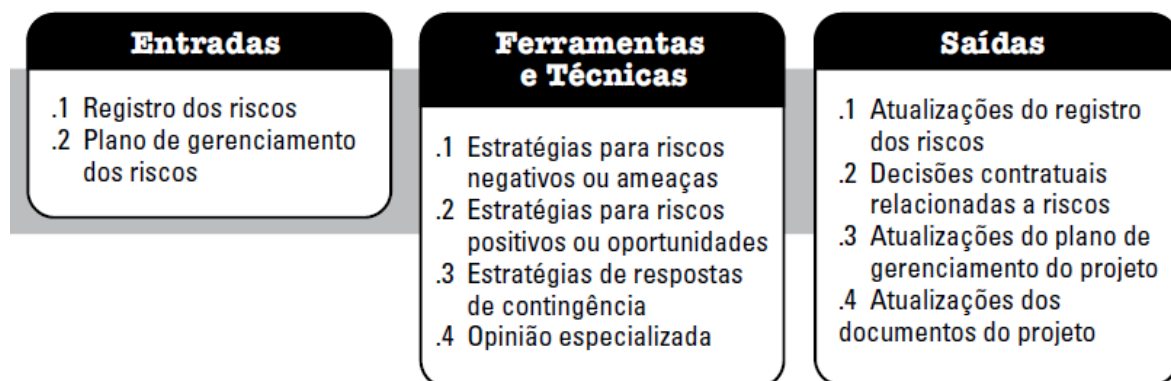 Entradas
.1 Registro dos riscos
.2 Plano de gerenciamento
dos riscos
Ferramentas
e Técnicas
.1 Estratégias para riscos
negativos ou ameaças
.2 Estratégias para riscos
positivos ou oportunidades
.3 Estratégias de respostas
de contingência
.4 Opinião especializada
Saídas
.1 Atualizações do registro
dos riscos
.2 Decisões contratuais
relacionadas a riscos
.3 Atualizações do plano de
gerenciamento do projeto
.4 Atualizações dos
documentos do projeto